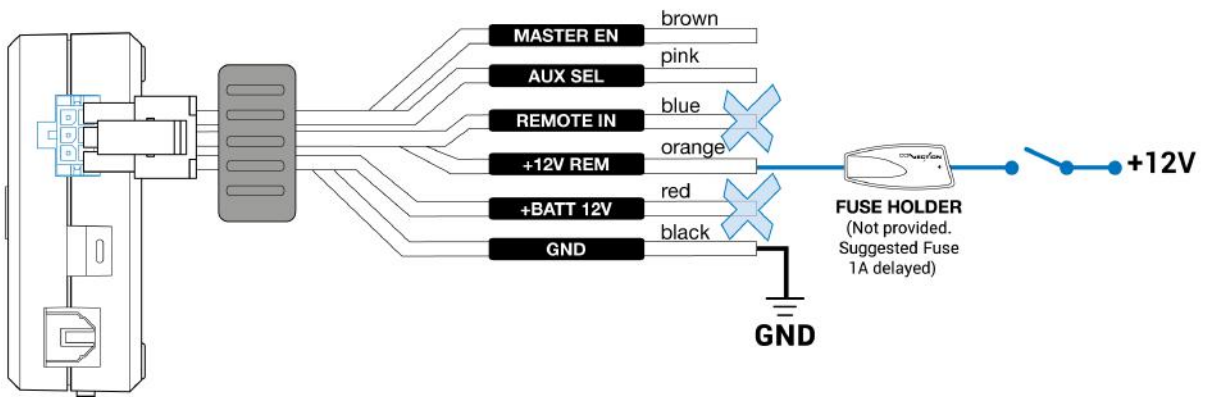 brown
MASTER EN
pink
AUX SEL
blue
REMOTE IN
orange
+12V REM
red
+BATT 12V
black
GND
CONNECTION
+12V
FUSE HOLDER
(Not provided.
Suggested Fuse
1A delayed)
GND